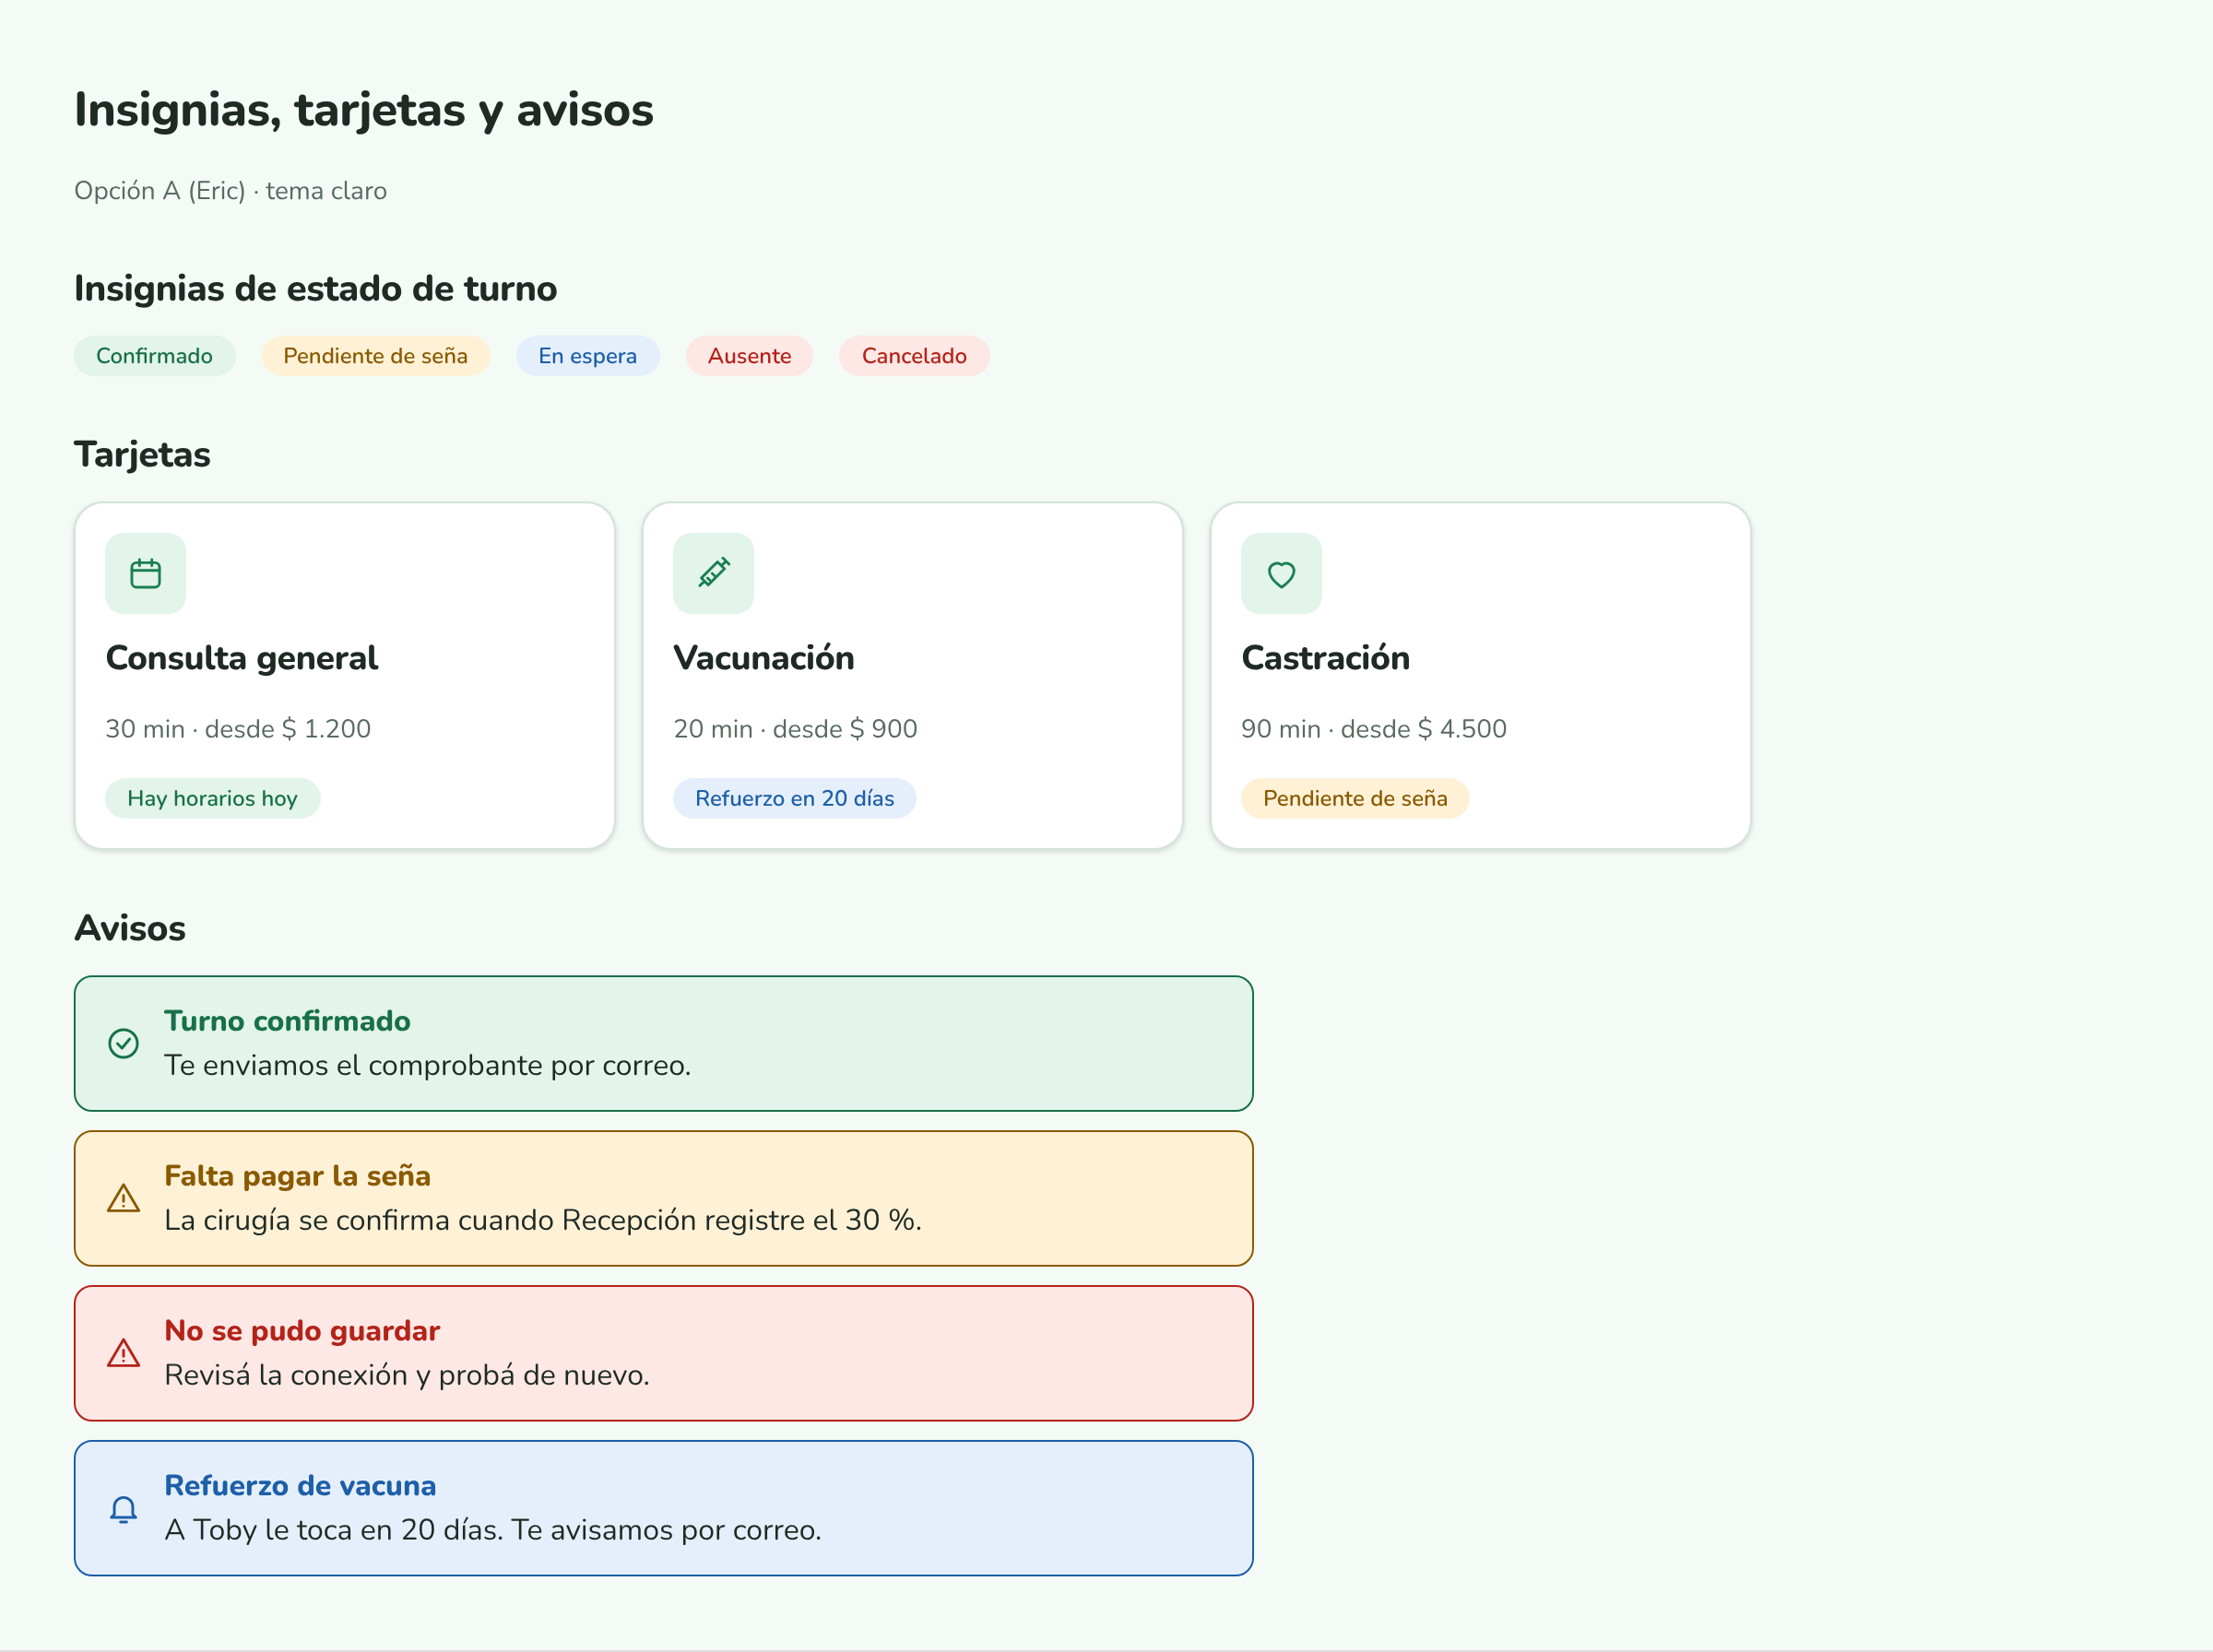 Insignias, tarjetas y avisos
Opción A (Eric) · tema claro
Insignias de estado de turno
Confirmado
Pendiente de seña
En espera
Ausente
Cancelado
Tarjetas
Consulta general
30 min · desde $ 1.200
Hay horarios hoy
Vacunación
20 min · desde $ 900
Refuerzo en 20 días
Castración
90 min · desde $ 4.500
Pendiente de seña
Avisos
Turno confirmado
Te enviamos el comprobante por correo.
Falta pagar la seña
La cirugía se confirma cuando Recepción registre el 30 %.
No se pudo guardar
Revisá la conexión y probá de nuevo.
Refuerzo de vacuna
A Toby le toca en 20 días. Te avisamos por correo.